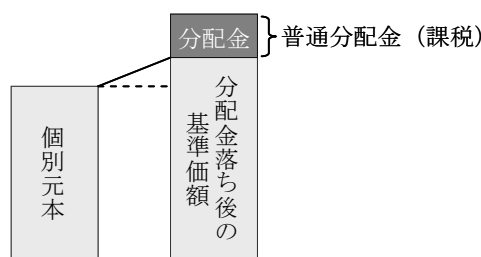 分配金
普通分配金（課税）
個別元本
分配金落ち後の
基準価額